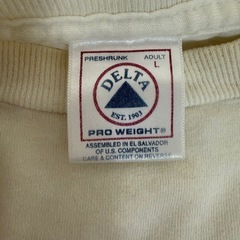 PRESHRUNK ADULT
L
DELTA
EST. 1903
PRO WEIGHT®
ASSEMBLED IN EL SALVADOR
OF U.S. COMPONENTS
CARE & CONTENT ON REVERSE